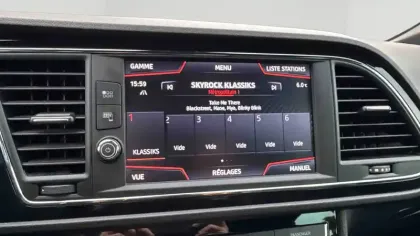 GAMME MENU LISTE STATIONS
15:59 SKYROCK KLASSIKS 6.0
Take Me There
Blackstreet, Mase, Mya, Blinky Blink
1 2 3 4 5 6
KLASSIKS Vide Vide Vide Vide Vide
VUE RÉGLAGES MANUEL